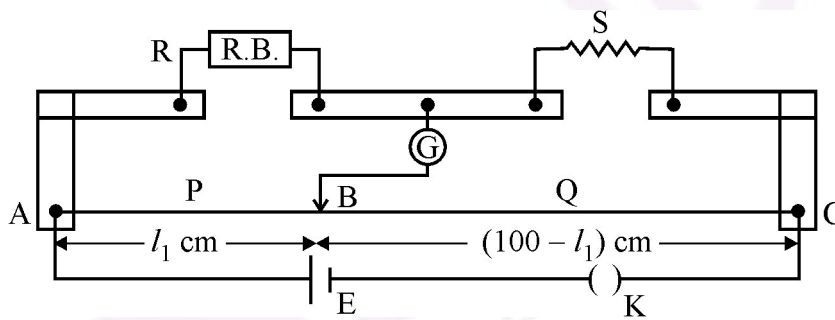 S
R R.B.
G
P B Q
A C
l₁ cm (100 – l₁) cm
E K